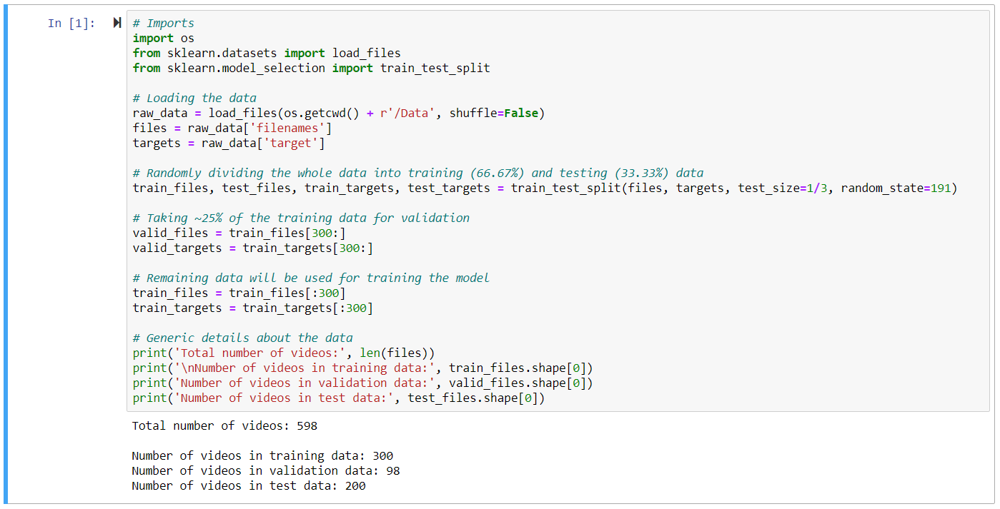 In [1]:
# Imports
import os
from sklearn.datasets import load_files
from sklearn.model_selection import train_test_split
# Loading the data
raw_data = load_files(os.getcwd() + r'/Data', shuffle=False)
files = raw_data['filenames']
targets = raw_data['target']
# Randomly dividing the whole data into training (66.67%) and testing (33.33%) data
train_files, test_files, train_targets, test_targets = train_test_split(files, targets, test_size=1/3, random_state=191)
# Taking ~25% of the training data for validation
valid_files = train_files[300:]
valid_targets = train_targets[300:]
# Remaining data will be used for training the model
train_files = train_files[:300]
train_targets = train_targets[:300]
# Generic details about the data
print('Total number of videos:', len(files))
print('\nNumber of videos in training data:', train_files.shape[0])
print('Number of videos in validation data:', valid_files.shape[0])
print('Number of videos in test data:', test_files.shape[0])
Total number of videos: 598
Number of videos in training data: 300
Number of videos in validation data: 98
Number of videos in test data: 200